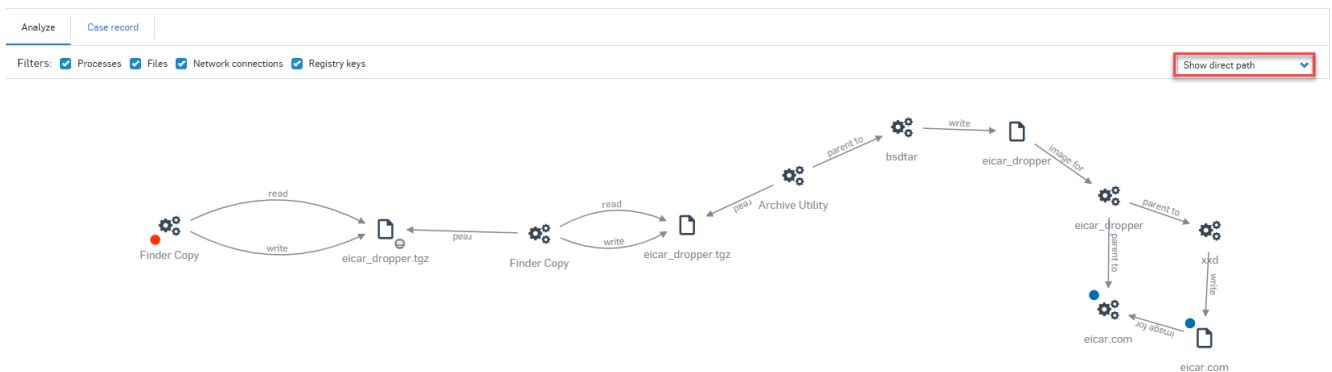 Analyze Case record
Filters: Processes Files Network connections Registry keys Show direct path
Finder Copy
read
write
eicar_dropper.tgz
read
Finder Copy
read
write
eicar_dropper.tgz
read
Archive Utility
parent to
bsdtar
write
eicar_dropper
image for
eicar_dropper
parent to
xxd
parent to
write
eicar.com
image for
eicar.com